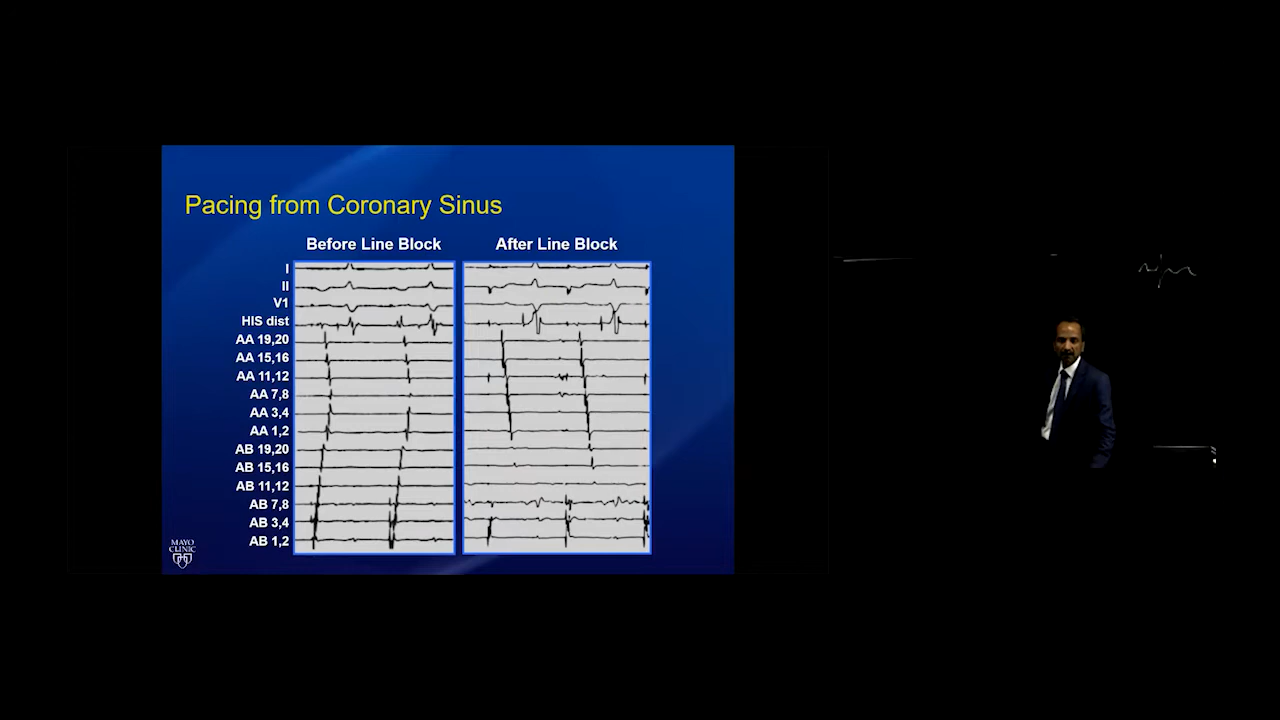 Pacing from Coronary Sinus
Before Line Block
After Line Block
I
II
V1
HIS dist
AA 19,20
AA 15,16
AA 11,12
AA 7,8
AA 3,4
AA 1,2
AB 19,20
AB 15,16
AB 11,12
AB 7,8
AB 3,4
AB 1,2
MAYO
CLINIC